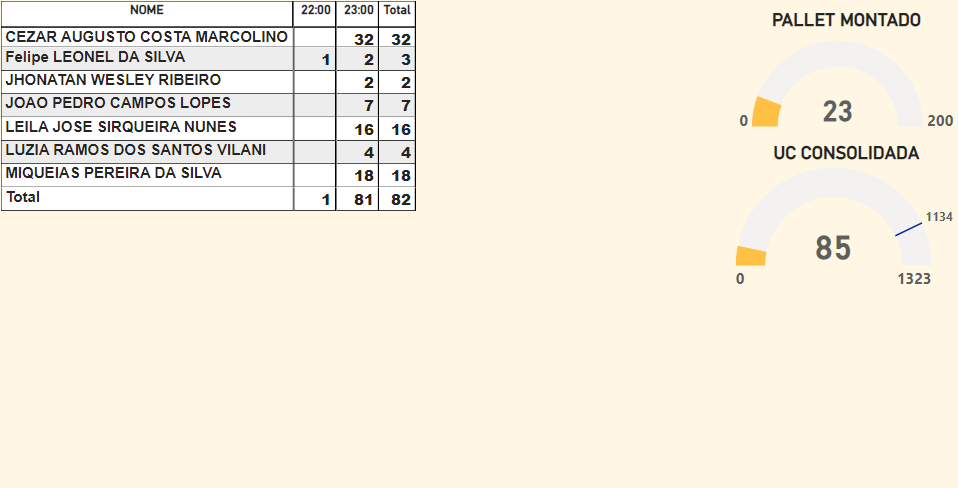 NOME 22:00 23:00 Total
CEZAR AUGUSTO COSTA MARCOLINO 32 32
Felipe LEONEL DA SILVA 1 2 3
JHONATAN WESLEY RIBEIRO 2 2
JOAO PEDRO CAMPOS LOPES 7 7
LEILA JOSE SIRQUEIRA NUNES 16 16
LUZIA RAMOS DOS SANTOS VILANI 4 4
MIQUEIAS PEREIRA DA SILVA 18 18
Total 1 81 82
PALLET MONTADO
23
0 200
UC CONSOLIDADA
1134
85
0 1323